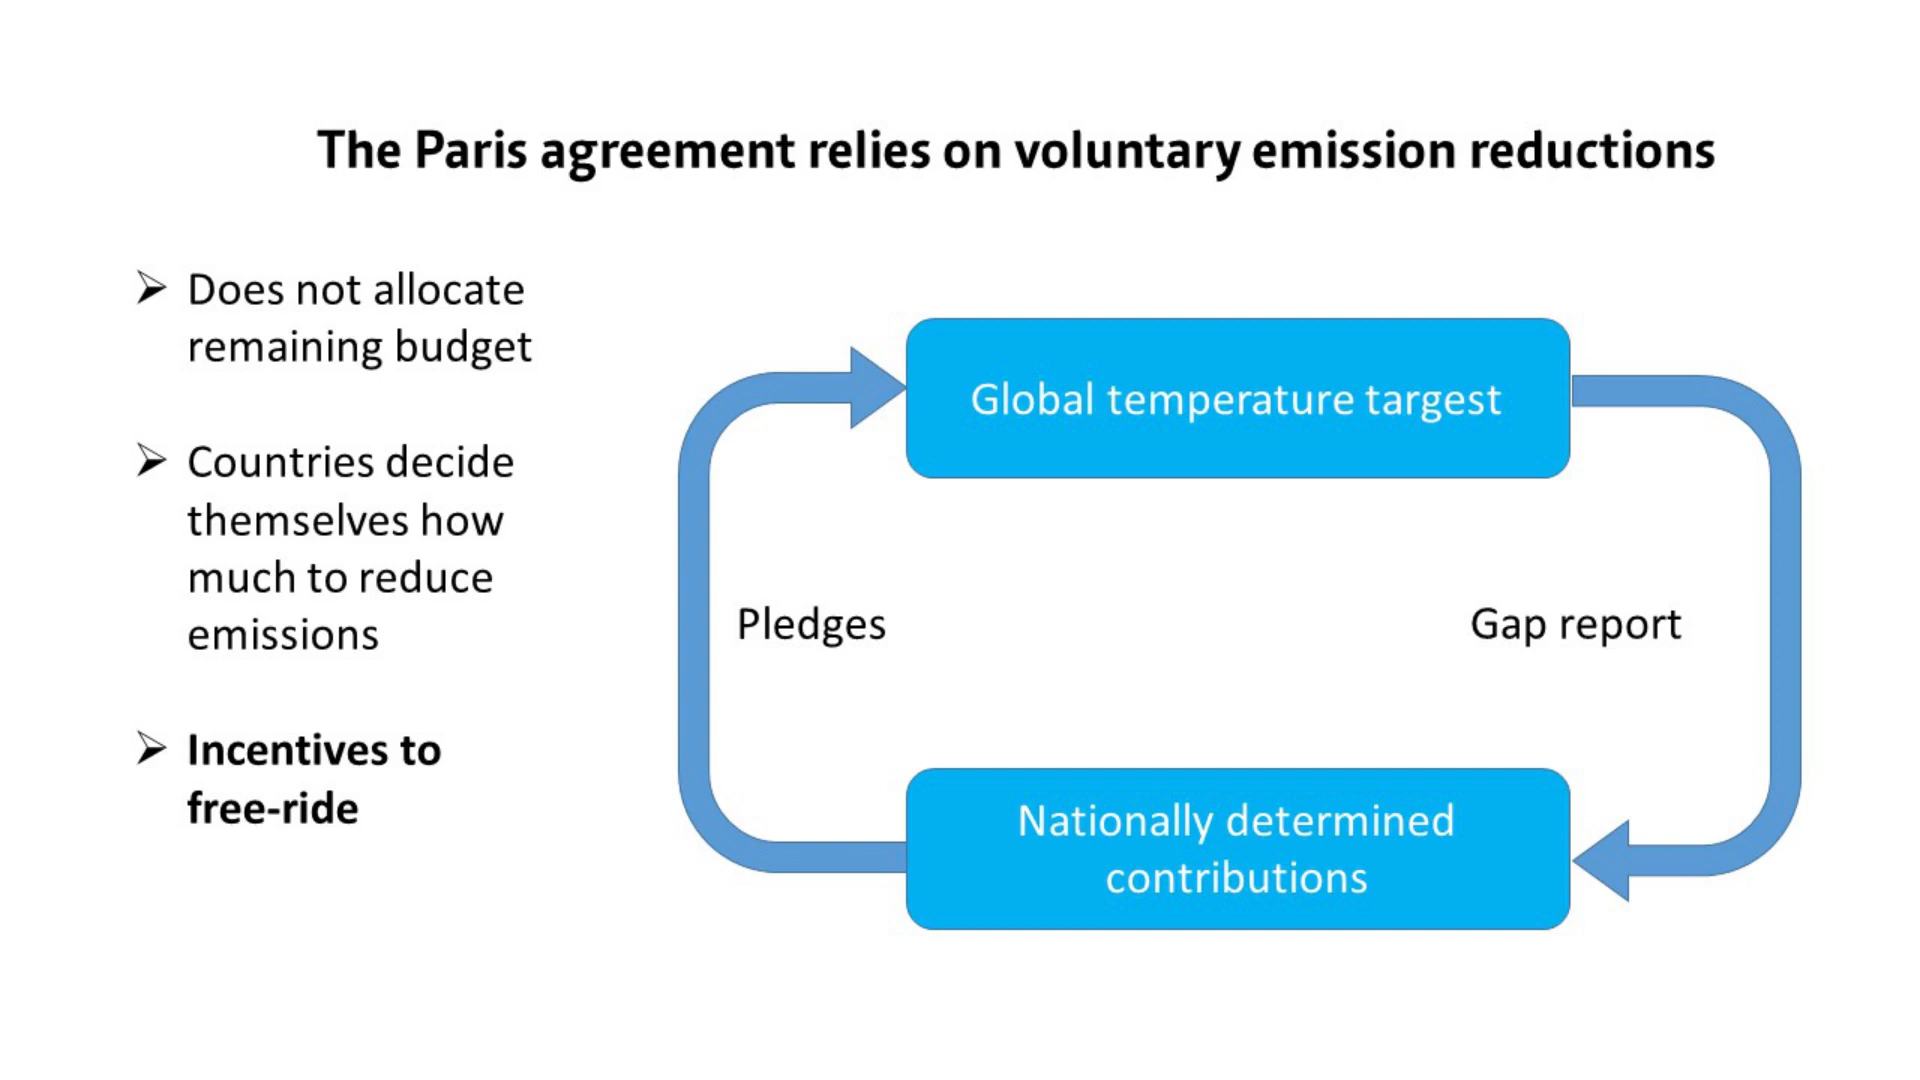 The Paris agreement relies on voluntary emission reductions
Does not allocate
remaining budget
Countries decide
themselves how
much to reduce
emissions
Incentives to
free-ride
Global temperature targest
Pledges
Gap report
Nationally determined
contributions